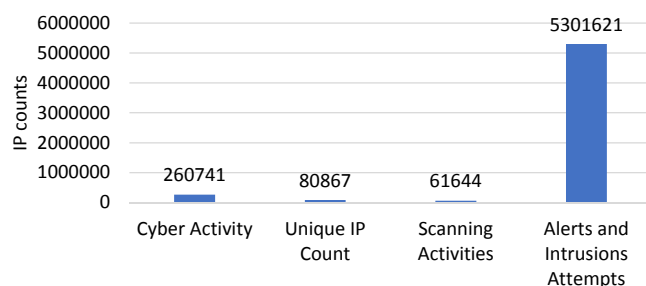 6000000
5000000
4000000
3000000
2000000
1000000
0
IP counts
260741
80867
61644
5301621
Cyber Activity
Unique IP
Count
Scanning
Activities
Alerts and
Intrusions
Attempts